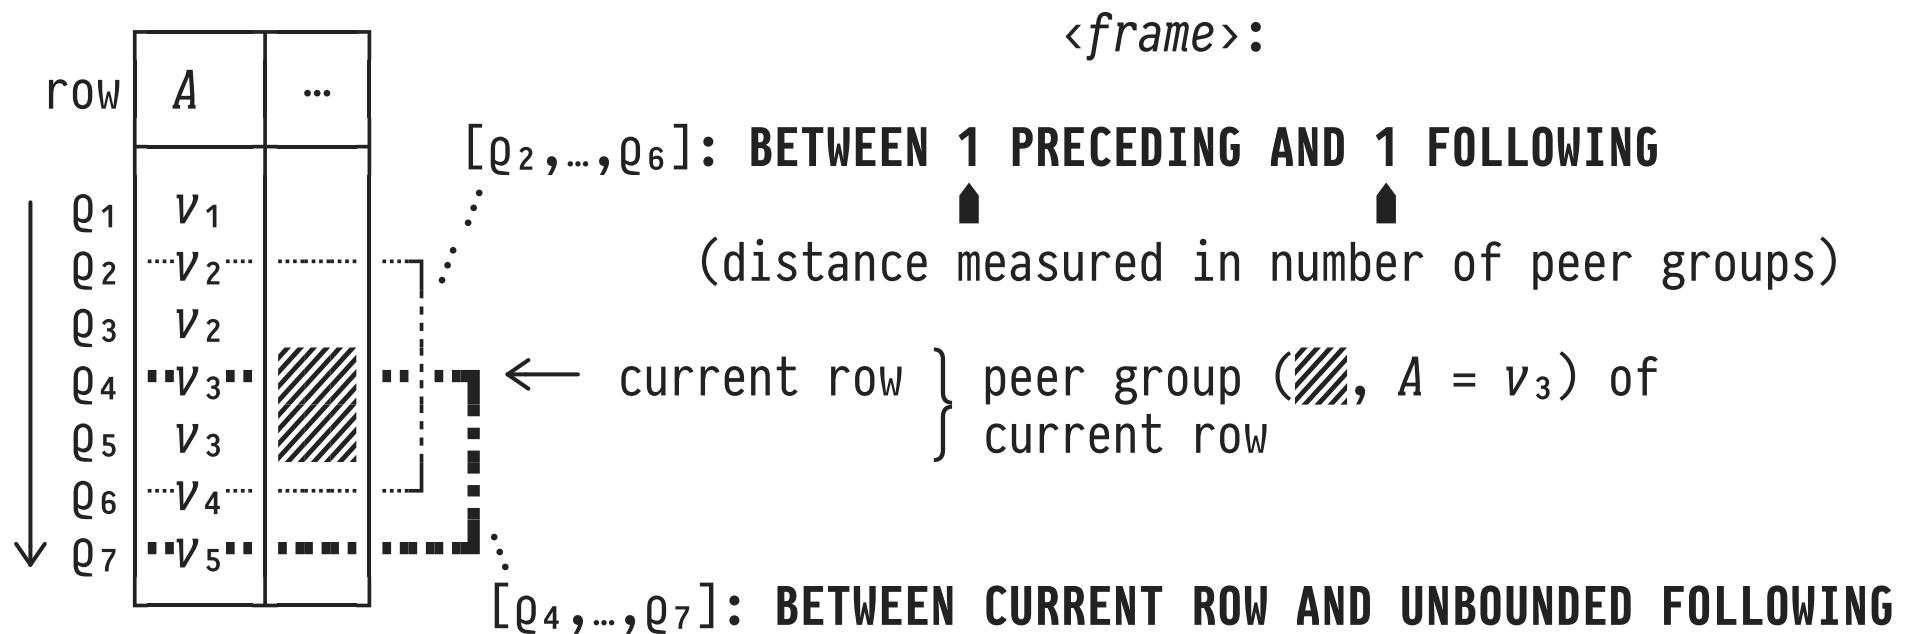 ‹frame›:
row A …
[ϱ₂,…,ϱ₆]: BETWEEN 1 PRECEDING AND 1 FOLLOWING
ϱ₁ v₁
(distance measured in number of peer groups)
ϱ₂ v₂
ϱ₃ v₂
ϱ₄ v₃ ← current row } peer group (▨, A = v₃) of
ϱ₅ v₃ current row
ϱ₆ v₄
ϱ₇ v₅
[ϱ₄,…,ϱ₇]: BETWEEN CURRENT ROW AND UNBOUNDED FOLLOWING